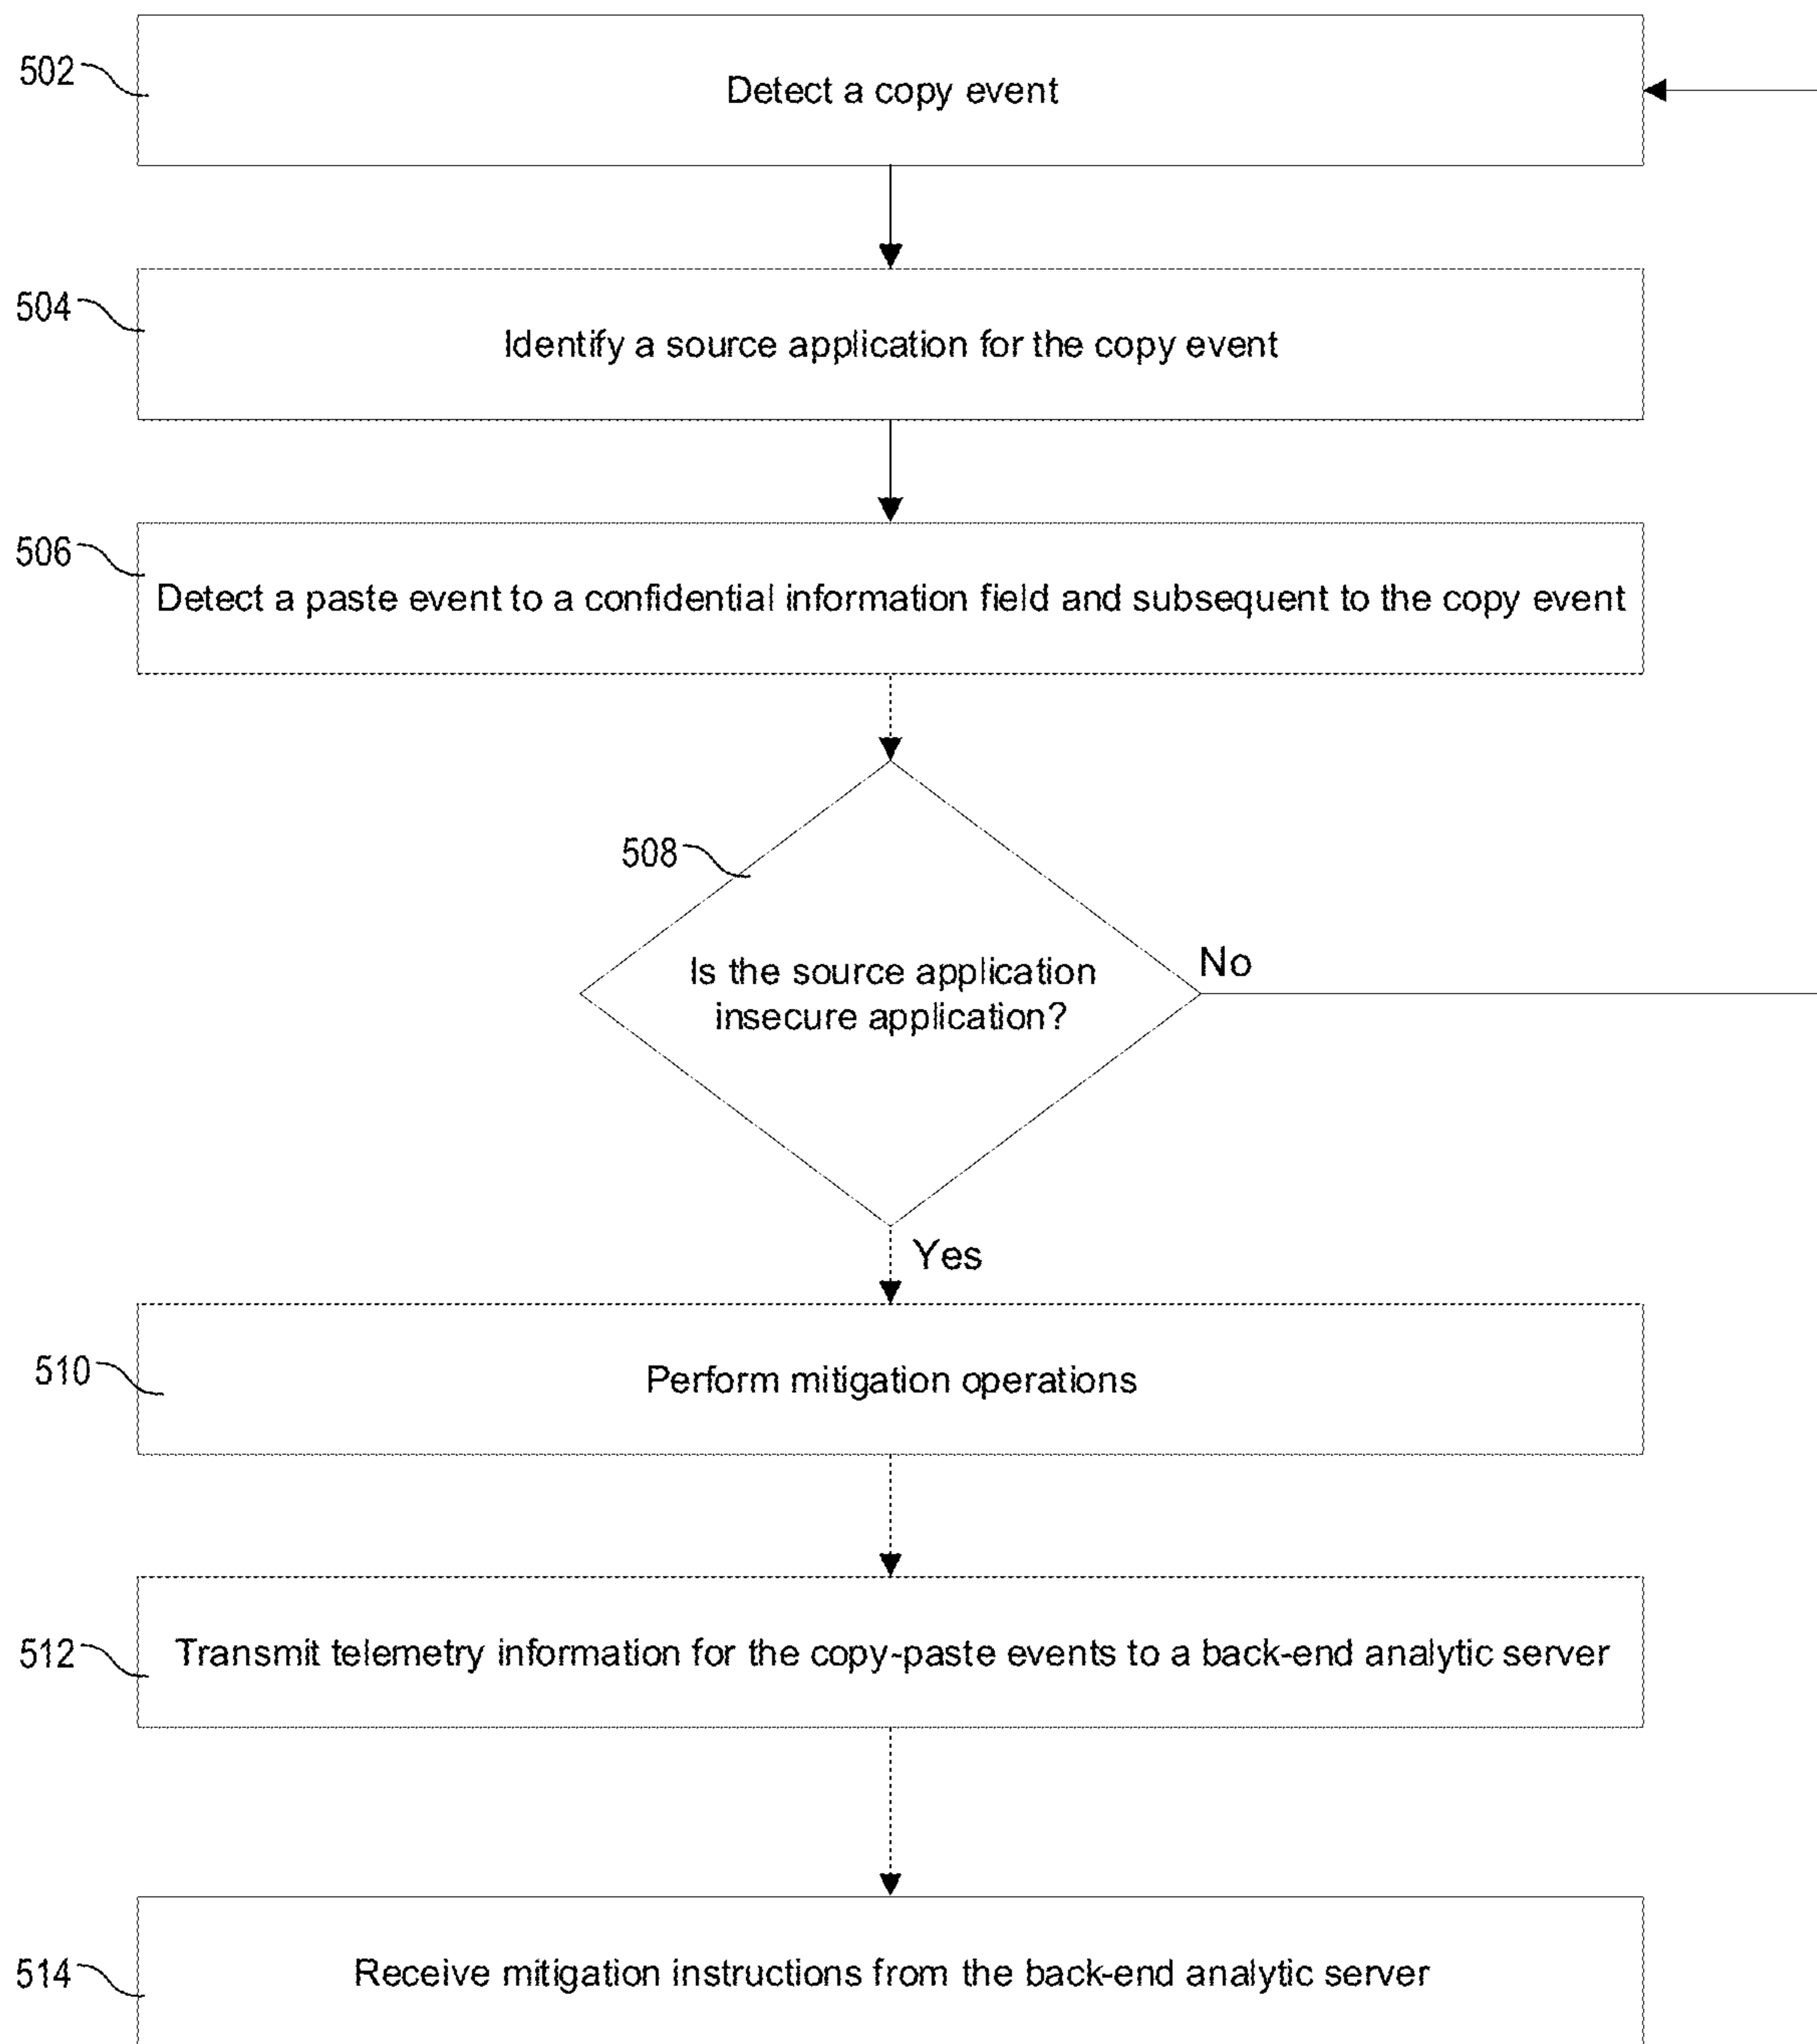 502
Detect a copy event
504
Identify a source application for the copy event
506
Detect a paste event to a confidential information field and subsequent to the copy event
508
Is the source application
insecure application?
No
Yes
510
Perform mitigation operations
512
Transmit telemetry information for the copy-paste events to a back-end analytic server
514
Receive mitigation instructions from the back-end analytic server